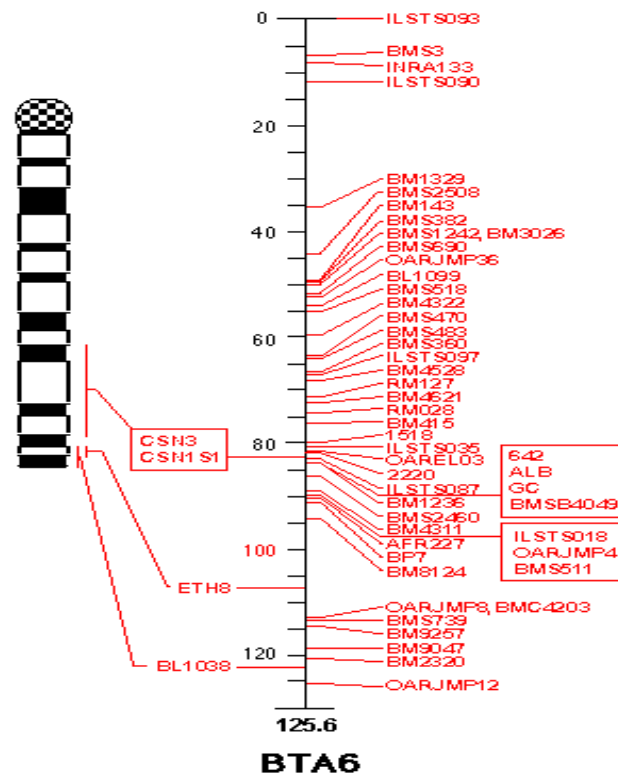 0
ILSTS093
BMS3
INRA133
ILSTS090
20
BM1329
BMS2508
BM143
BMS382
40
BMS1242, BM3026
BMS690
OARJMP36
BL1099
BMS518
BM4322
BMS470
BMS483
60
BMS360
ILSTS097
BM4528
RM127
BM4621
RM028
BM415
1518
80
CSN3
CSN1S1
ILSTS035
OAREL03
2220
ILSTS087
BM1236
BMS2460
BM4311
AFR227
BP7
BM8124
642
ALB
GC
BMSB4049
ILSTS018
OARJMP4
BMS511
100
ETH8
OARJMP8, BMC4203
BMS739
BM9257
120
BM9047
BL1038
BM2320
OARJMP12
125.6
BTA6